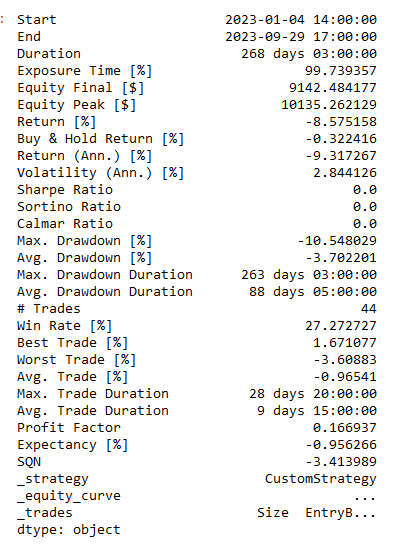 : Start 2023-01-04 14:00:00
End 2023-09-29 17:00:00
Duration 268 days 03:00:00
Exposure Time [%] 99.739357
Equity Final [$] 9142.484177
Equity Peak [$] 10135.262129
Return [%] -8.575158
Buy & Hold Return [%] -0.322416
Return (Ann.) [%] -9.317267
Volatility (Ann.) [%] 2.844126
Sharpe Ratio 0.0
Sortino Ratio 0.0
Calmar Ratio 0.0
Max. Drawdown [%] -10.548029
Avg. Drawdown [%] -3.702201
Max. Drawdown Duration 263 days 03:00:00
Avg. Drawdown Duration 88 days 05:00:00
# Trades 44
Win Rate [%] 27.272727
Best Trade [%] 1.671077
Worst Trade [%] -3.60883
Avg. Trade [%] -0.96541
Max. Trade Duration 28 days 20:00:00
Avg. Trade Duration 9 days 15:00:00
Profit Factor 0.166937
Expectancy [%] -0.956266
SQN -3.413989
_strategy CustomStrategy
_equity_curve ...
_trades Size EntryB...
dtype: object